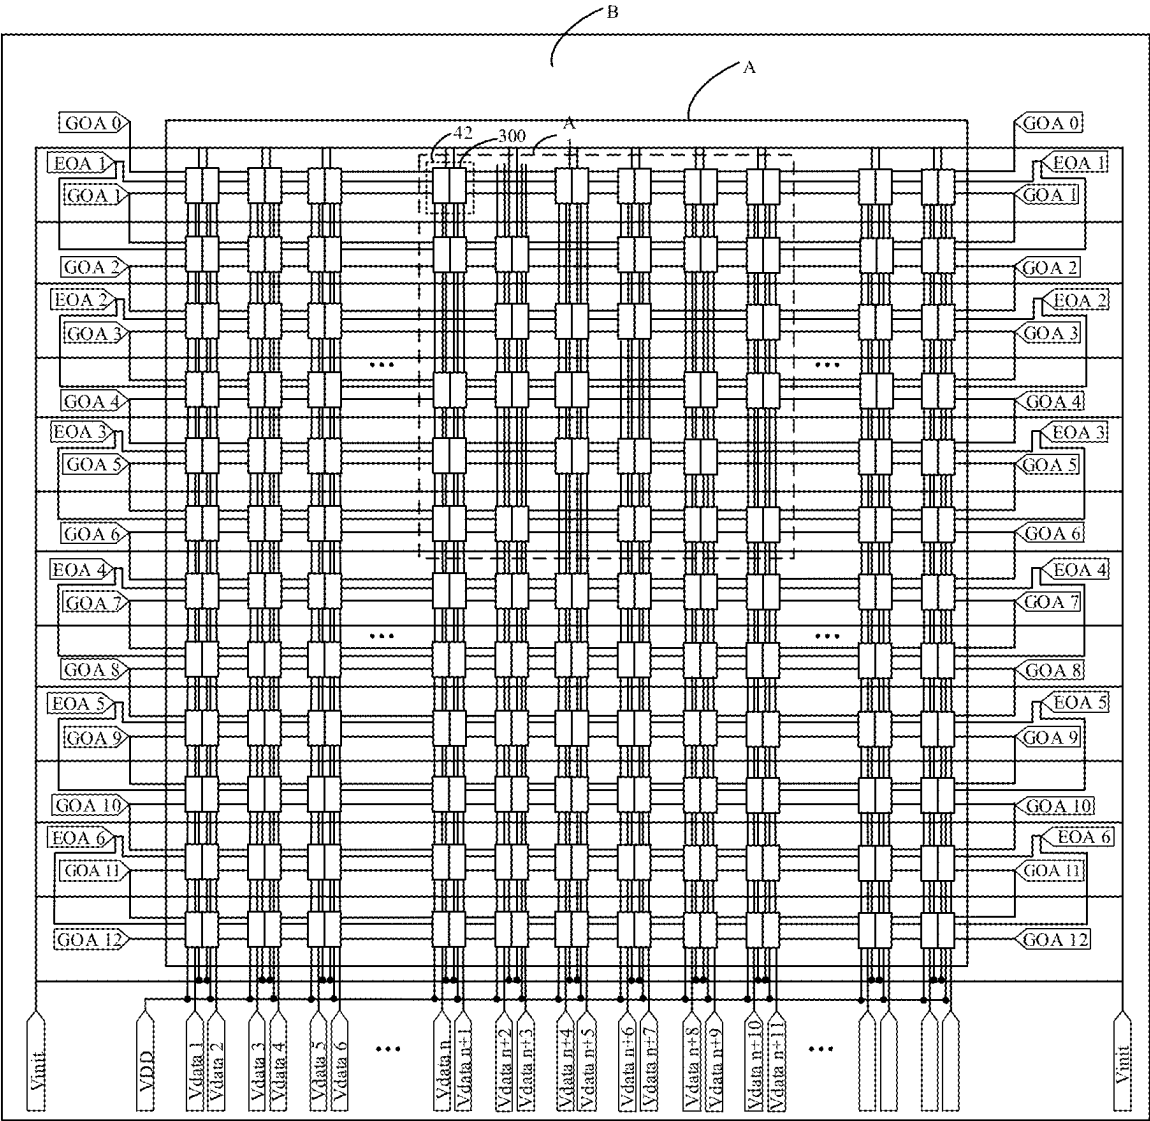 B
A
GOA 0
GOA 0
42
300
A
EOA 1
EOA 1
GOA 1
GOA 1
GOA 2
GOA 2
EOA 2
EOA 2
GOA 3
GOA 3
...
...
GOA 4
GOA 4
EOA 3
EOA 3
GOA 5
GOA 5
GOA 6
GOA 6
EOA 4
EOA 4
GOA 7
GOA 7
...
...
GOA 8
GOA 8
EOA 5
EOA 5
GOA 9
GOA 9
GOA 10
GOA 10
EOA 6
EOA 6
GOA 11
GOA 11
GOA 12
GOA 12
Vinit
VDD
Vdata 1
Vdata 2
Vdata 3
Vdata 4
Vdata 5
Vdata 6
...
Vdata n
Vdata n+1
Vdata n+2
Vdata n+3
Vdata n+4
Vdata n+5
Vdata n+6
Vdata n+7
Vdata n+8
Vdata n+9
Vdata n+10
Vdata n+11
...
Vinit